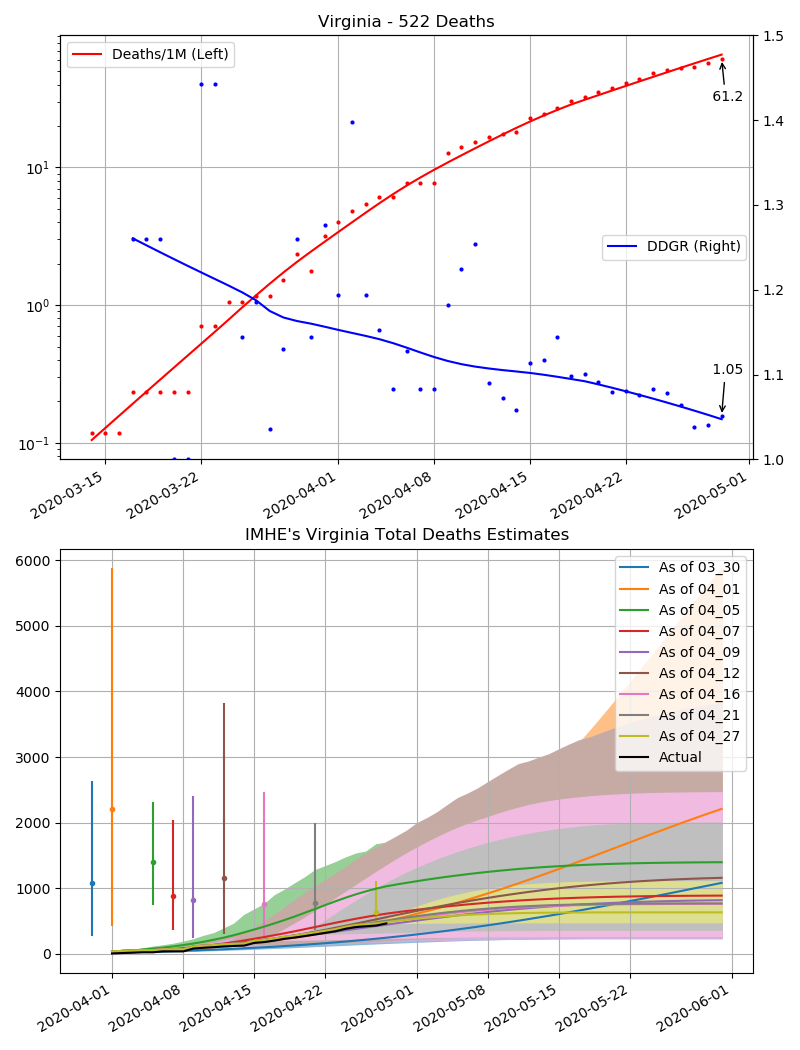 Virginia - 522 Deaths
Deaths/1M (Left)
1.5
61.2
1.4
10¹
1.3
DDGR (Right)
1.2
10⁰
1.05
1.1
10⁻¹
1.0
2020-03-15
2020-03-22
2020-04-01
2020-04-08
2020-04-15
2020-04-22
2020-05-01
IMHE's Virginia Total Deaths Estimates
6000
5000
4000
3000
2000
1000
0
As of 03_30
As of 04_01
As of 04_05
As of 04_07
As of 04_09
As of 04_12
As of 04_16
As of 04_21
As of 04_27
Actual
2020-04-01
2020-04-08
2020-04-15
2020-04-22
2020-05-01
2020-05-08
2020-05-15
2020-05-22
2020-06-01